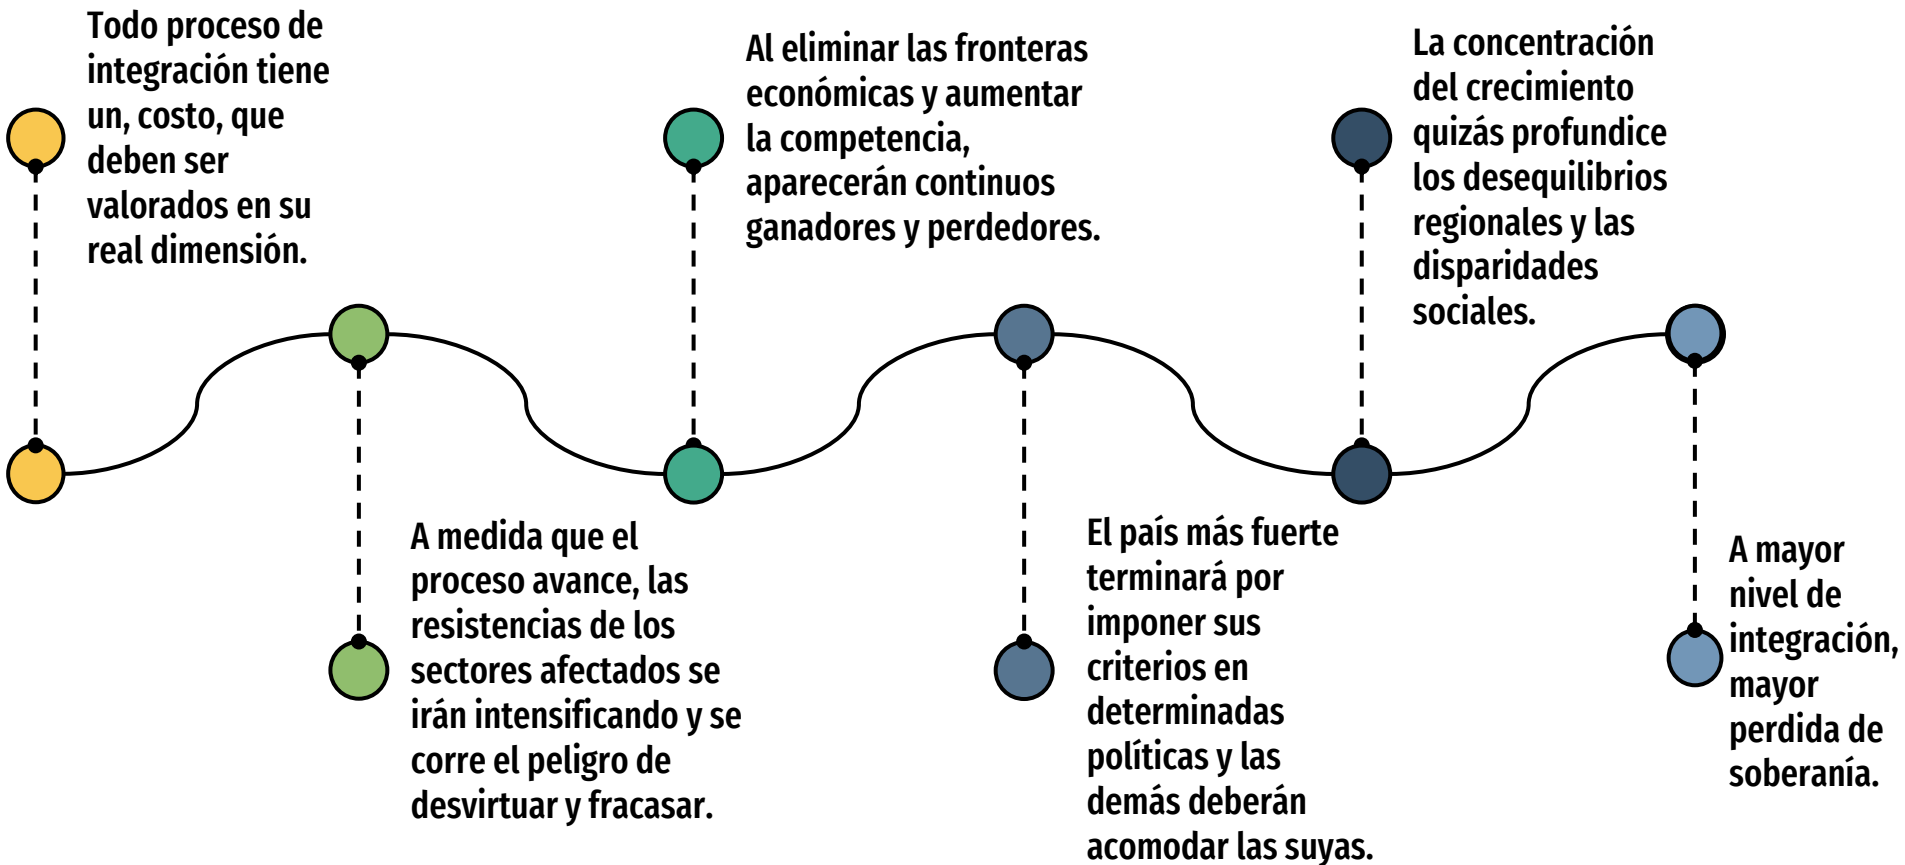 Todo proceso de
integración tiene
un, costo, que
deben ser
valorados en su
real dimensión.
A medida que el
proceso avance, las
resistencias de los
sectores afectados se
irán intensificando y se
corre el peligro de
desvirtuar y fracasar.
Al eliminar las fronteras
económicas y aumentar
la competencia,
aparecerán continuos
ganadores y perdedores.
El país más fuerte
terminará por
imponer sus
criterios en
determinadas
políticas y las
demás deberán
acomodar las suyas.
La concentración
del crecimiento
quizás profundice
los desequilibrios
regionales y las
disparidades
sociales.
A mayor
nivel de
integración,
mayor
perdida de
soberanía.